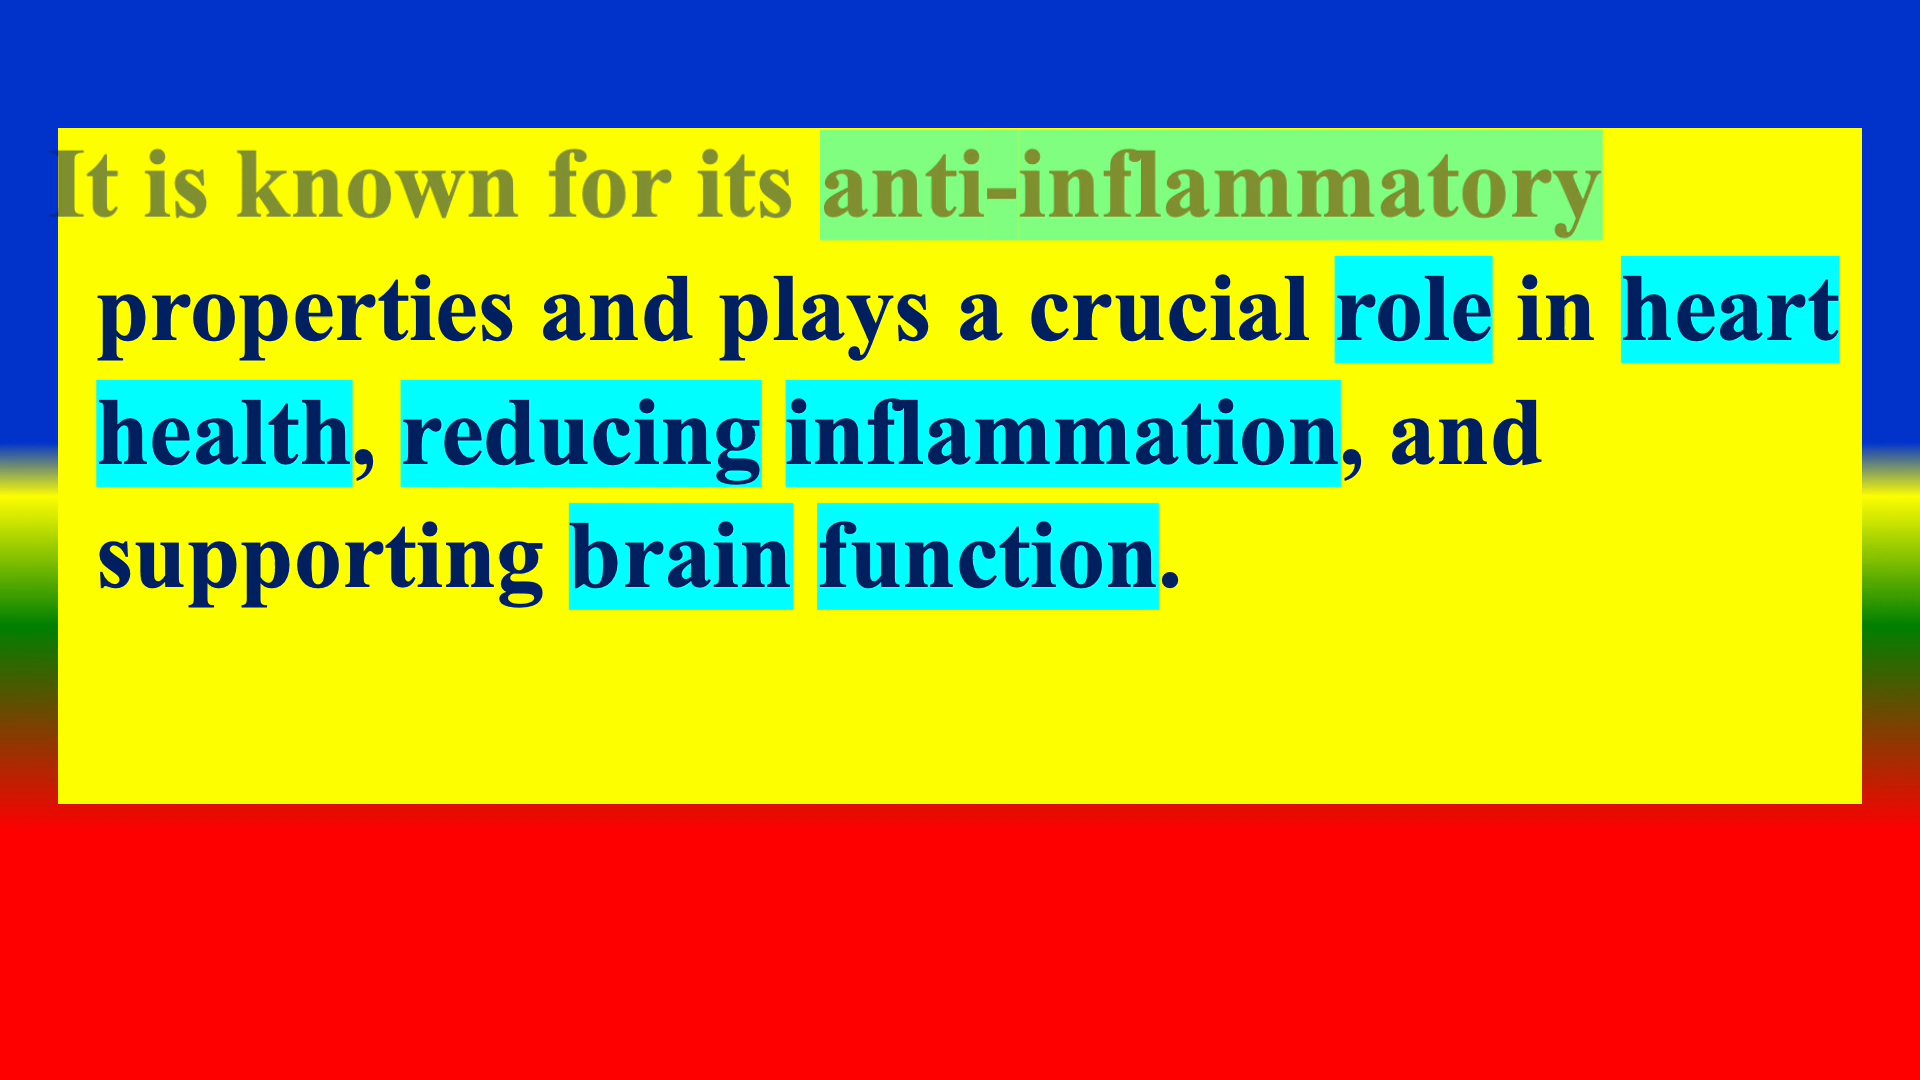 It is known for its anti-inflammatory
properties and plays a crucial role in heart
health, reducing inflammation, and
supporting brain function.